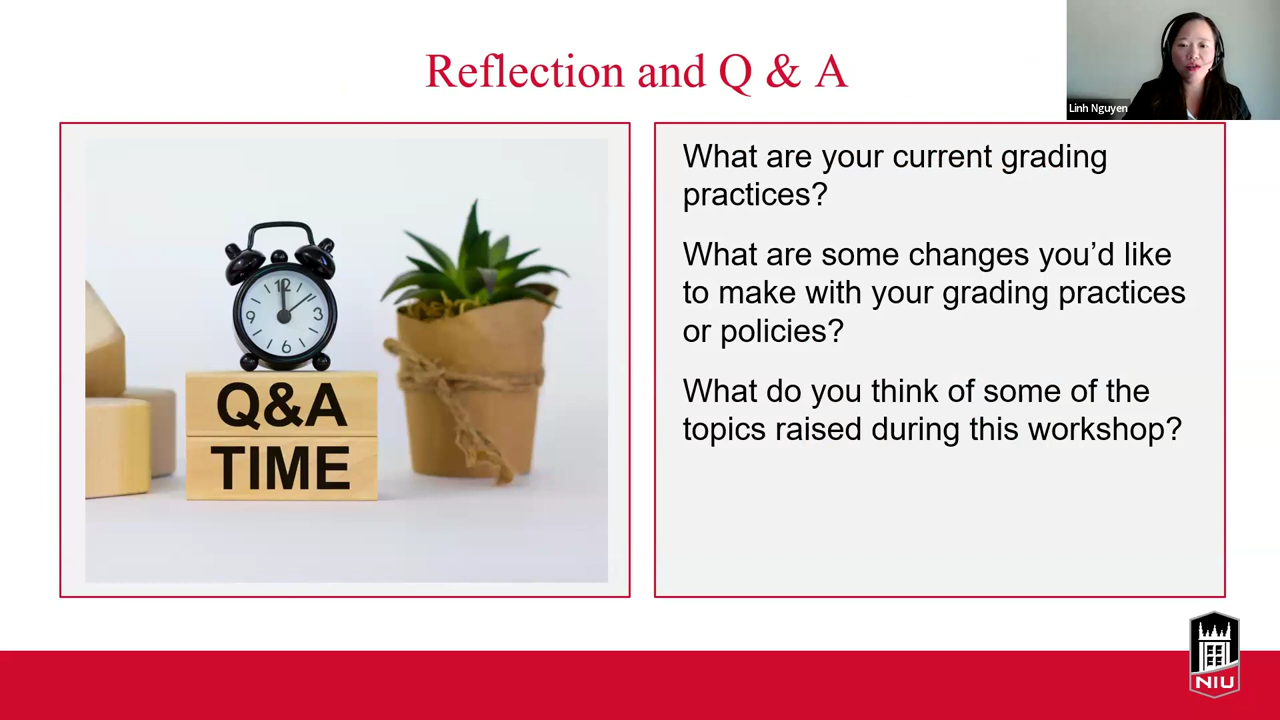 Reflection and Q & A
Linh Nguyen
12
3
6
9
Q&A
TIME
What are your current grading
practices?
What are some changes you’d like
to make with your grading practices
or policies?
What do you think of some of the
topics raised during this workshop?
NIU